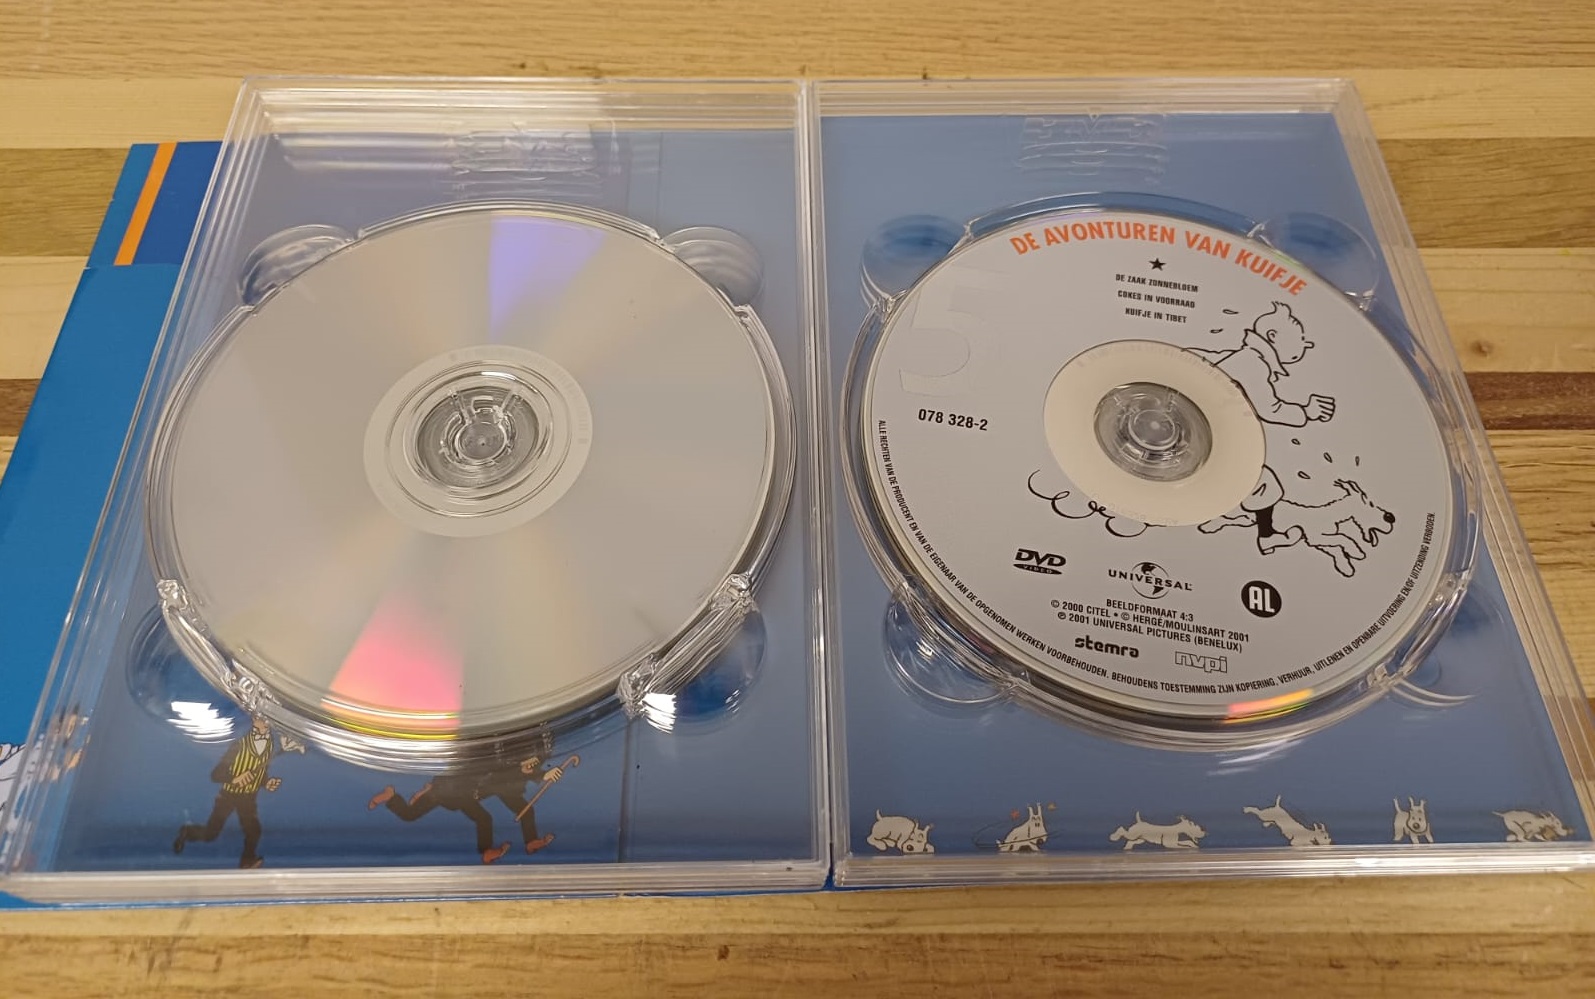 DE AVONTUREN VAN KUIFJE
DE ZAAK ZONNEBLOEM
COKES IN VOORRAAD
KUIFJE IN TIBET
5
078 328-2
DVD
VIDEO
UNIVERSAL
AL
BEELDFORMAAT 4:3
© 2000 CITEL • © HERGÉ/MOULINSART 2001
℗ 2001 UNIVERSAL PICTURES (BENELUX)
stemra
nvpi
ALLE RECHTEN VAN DE PRODUCENT EN VAN DE EIGENAAR VAN DE OPGENOMEN WERKEN VOORBEHOUDEN. BEHOUDENS TOESTEMMING ZIJN KOPIERING, VERHUUR, UITLENEN EN OPENBARE UITVOERING EN/OF UITZENDING VERBODEN.